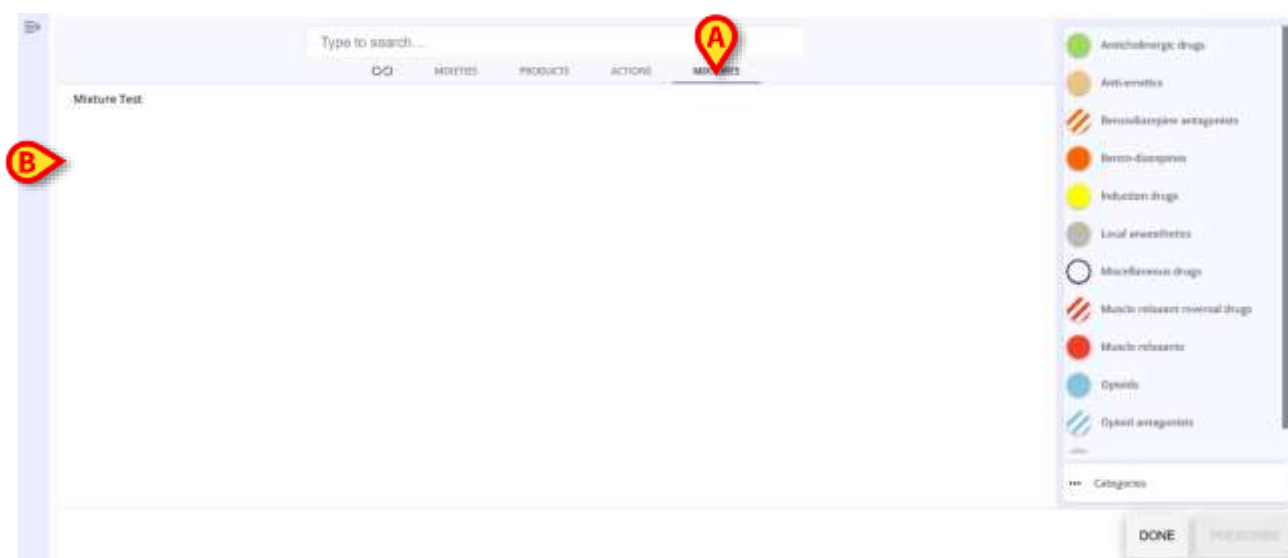 Type to search...
A
MOIETIES PRODUCTS ACTIONS MIXTURES
Mixture Test
B
Anticholinergic drugs
Anti-emetics
Benzodiazepine antagonists
Benzo-diazepines
Induction drugs
Local anaesthetics
Miscellaneous drugs
Muscle relaxant reversal drugs
Muscle relaxants
Opioids
Opioid antagonists
Categories
DONE